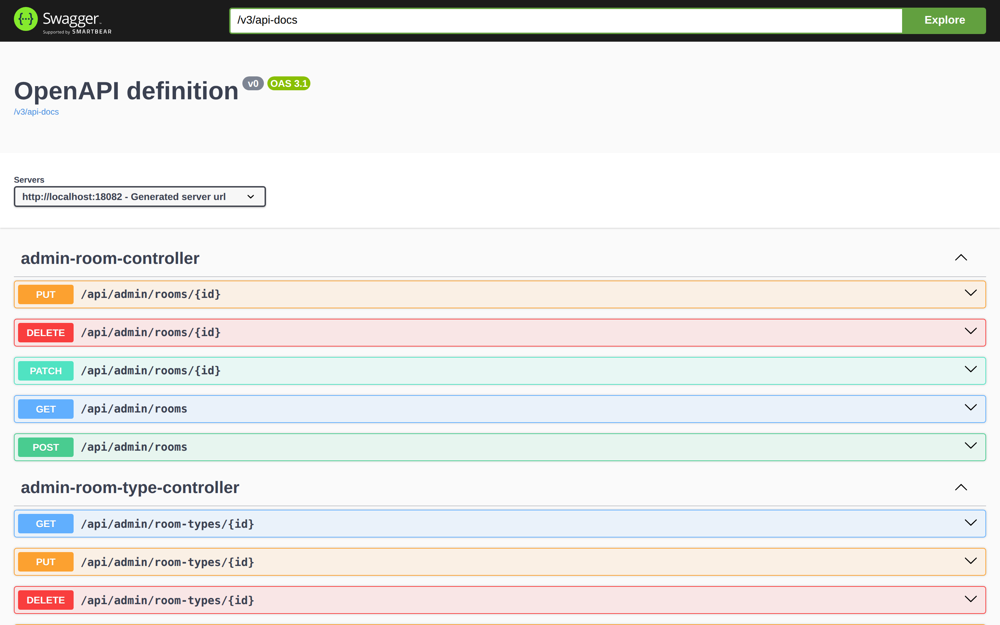 Swagger™
Supported by SMARTBEAR
/v3/api-docs
Explore
OpenAPI definition v0 OAS 3.1
/v3/api-docs
Servers
http://localhost:18082 - Generated server url
admin-room-controller
PUT /api/admin/rooms/{id}
DELETE /api/admin/rooms/{id}
PATCH /api/admin/rooms/{id}
GET /api/admin/rooms
POST /api/admin/rooms
admin-room-type-controller
GET /api/admin/room-types/{id}
PUT /api/admin/room-types/{id}
DELETE /api/admin/room-types/{id}